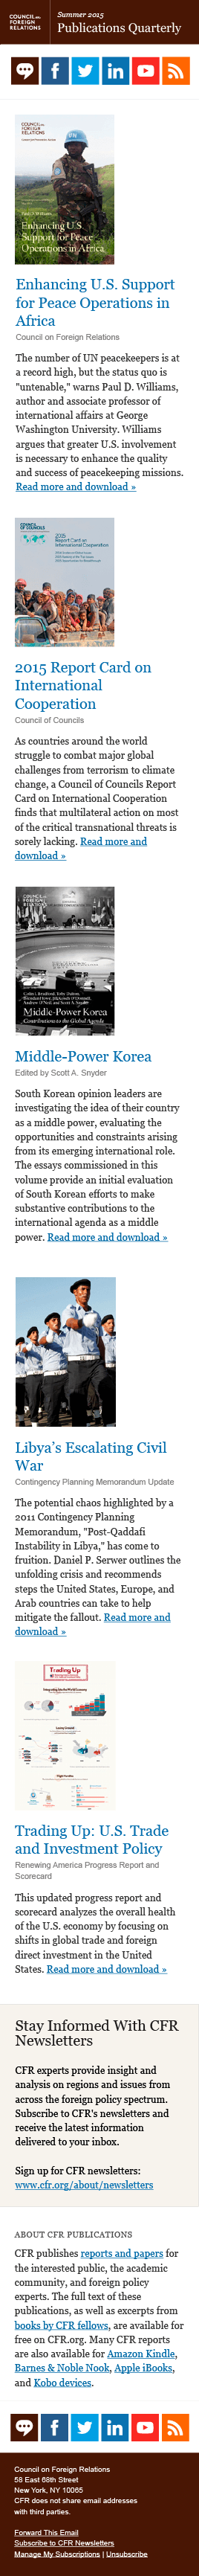 COUNCIL on
FOREIGN
RELATIONS
Summer 2015
Publications Quarterly
COUNCIL on
FOREIGN
RELATIONS
Enhancing U.S.
Support for Peace
Operations in Africa
Enhancing U.S. Support
for Peace Operations in
Africa
Council on Foreign Relations
The number of UN peacekeepers is at
a record high, but the status quo is
"untenable," warns Paul D. Williams,
author and associate professor of
international affairs at George
Washington University. Williams
argues that greater U.S. involvement
is necessary to enhance the quality
and success of peacekeeping missions.
Read more and download »
COUNCIL of
COUNCILS
2015
Report Card on
International Cooperation
2015 Report Card on
International
Cooperation
Council of Councils
As countries around the world
struggle to combat major global
challenges from terrorism to climate
change, a Council of Councils Report
Card on International Cooperation
finds that multilateral action on most
of the critical transnational threats is
sorely lacking. Read more and
download »
COUNCIL on
FOREIGN
RELATIONS
Middle-Power Korea
Contributions to the Global Agenda
Middle-Power Korea
Edited by Scott A. Snyder
South Korean opinion leaders are
investigating the idea of their country
as a middle power, evaluating the
opportunities and constraints arising
from its emerging international role.
The essays commissioned in this
volume provide an initial evaluation
of South Korean efforts to make
substantive contributions to the
international agenda as a middle
power. Read more and download »
Libya's Escalating Civil
War
Contingency Planning Memorandum Update
The potential chaos highlighted by a
2011 Contingency Planning
Memorandum, "Post-Qaddafi
Instability in Libya," has come to
fruition. Daniel P. Serwer outlines the
unfolding crisis and recommends
steps the United States, Europe, and
Arab countries can take to help
mitigate the fallout. Read more and
download »
Trading Up
Trading Up: U.S. Trade
and Investment Policy
Renewing America Progress Report and
Scorecard
This updated progress report and
scorecard analyzes the overall health
of the U.S. economy by focusing on
shifts in global trade and foreign
direct investment in the United
States. Read more and download »
Stay Informed With CFR
Newsletters
CFR experts provide insight and
analysis on regions and issues from
across the foreign policy spectrum.
Subscribe to CFR's newsletters and
receive the latest information
delivered to your inbox.
Sign up for CFR newsletters:
www.cfr.org/about/newsletters
ABOUT CFR PUBLICATIONS
CFR publishes reports and papers for
the interested public, the academic
community, and foreign policy
experts. The full text of these
publications, as well as excerpts from
books by CFR fellows, are available for
free on CFR.org. Many CFR reports
are also available for Amazon Kindle,
Barnes & Noble Nook, Apple iBooks,
and Kobo devices.
Council on Foreign Relations
58 East 68th Street
New York, NY 10065
CFR does not share email addresses
with third parties.
Forward This Email
Subscribe to CFR Newsletters
Manage My Subscriptions | Unsubscribe